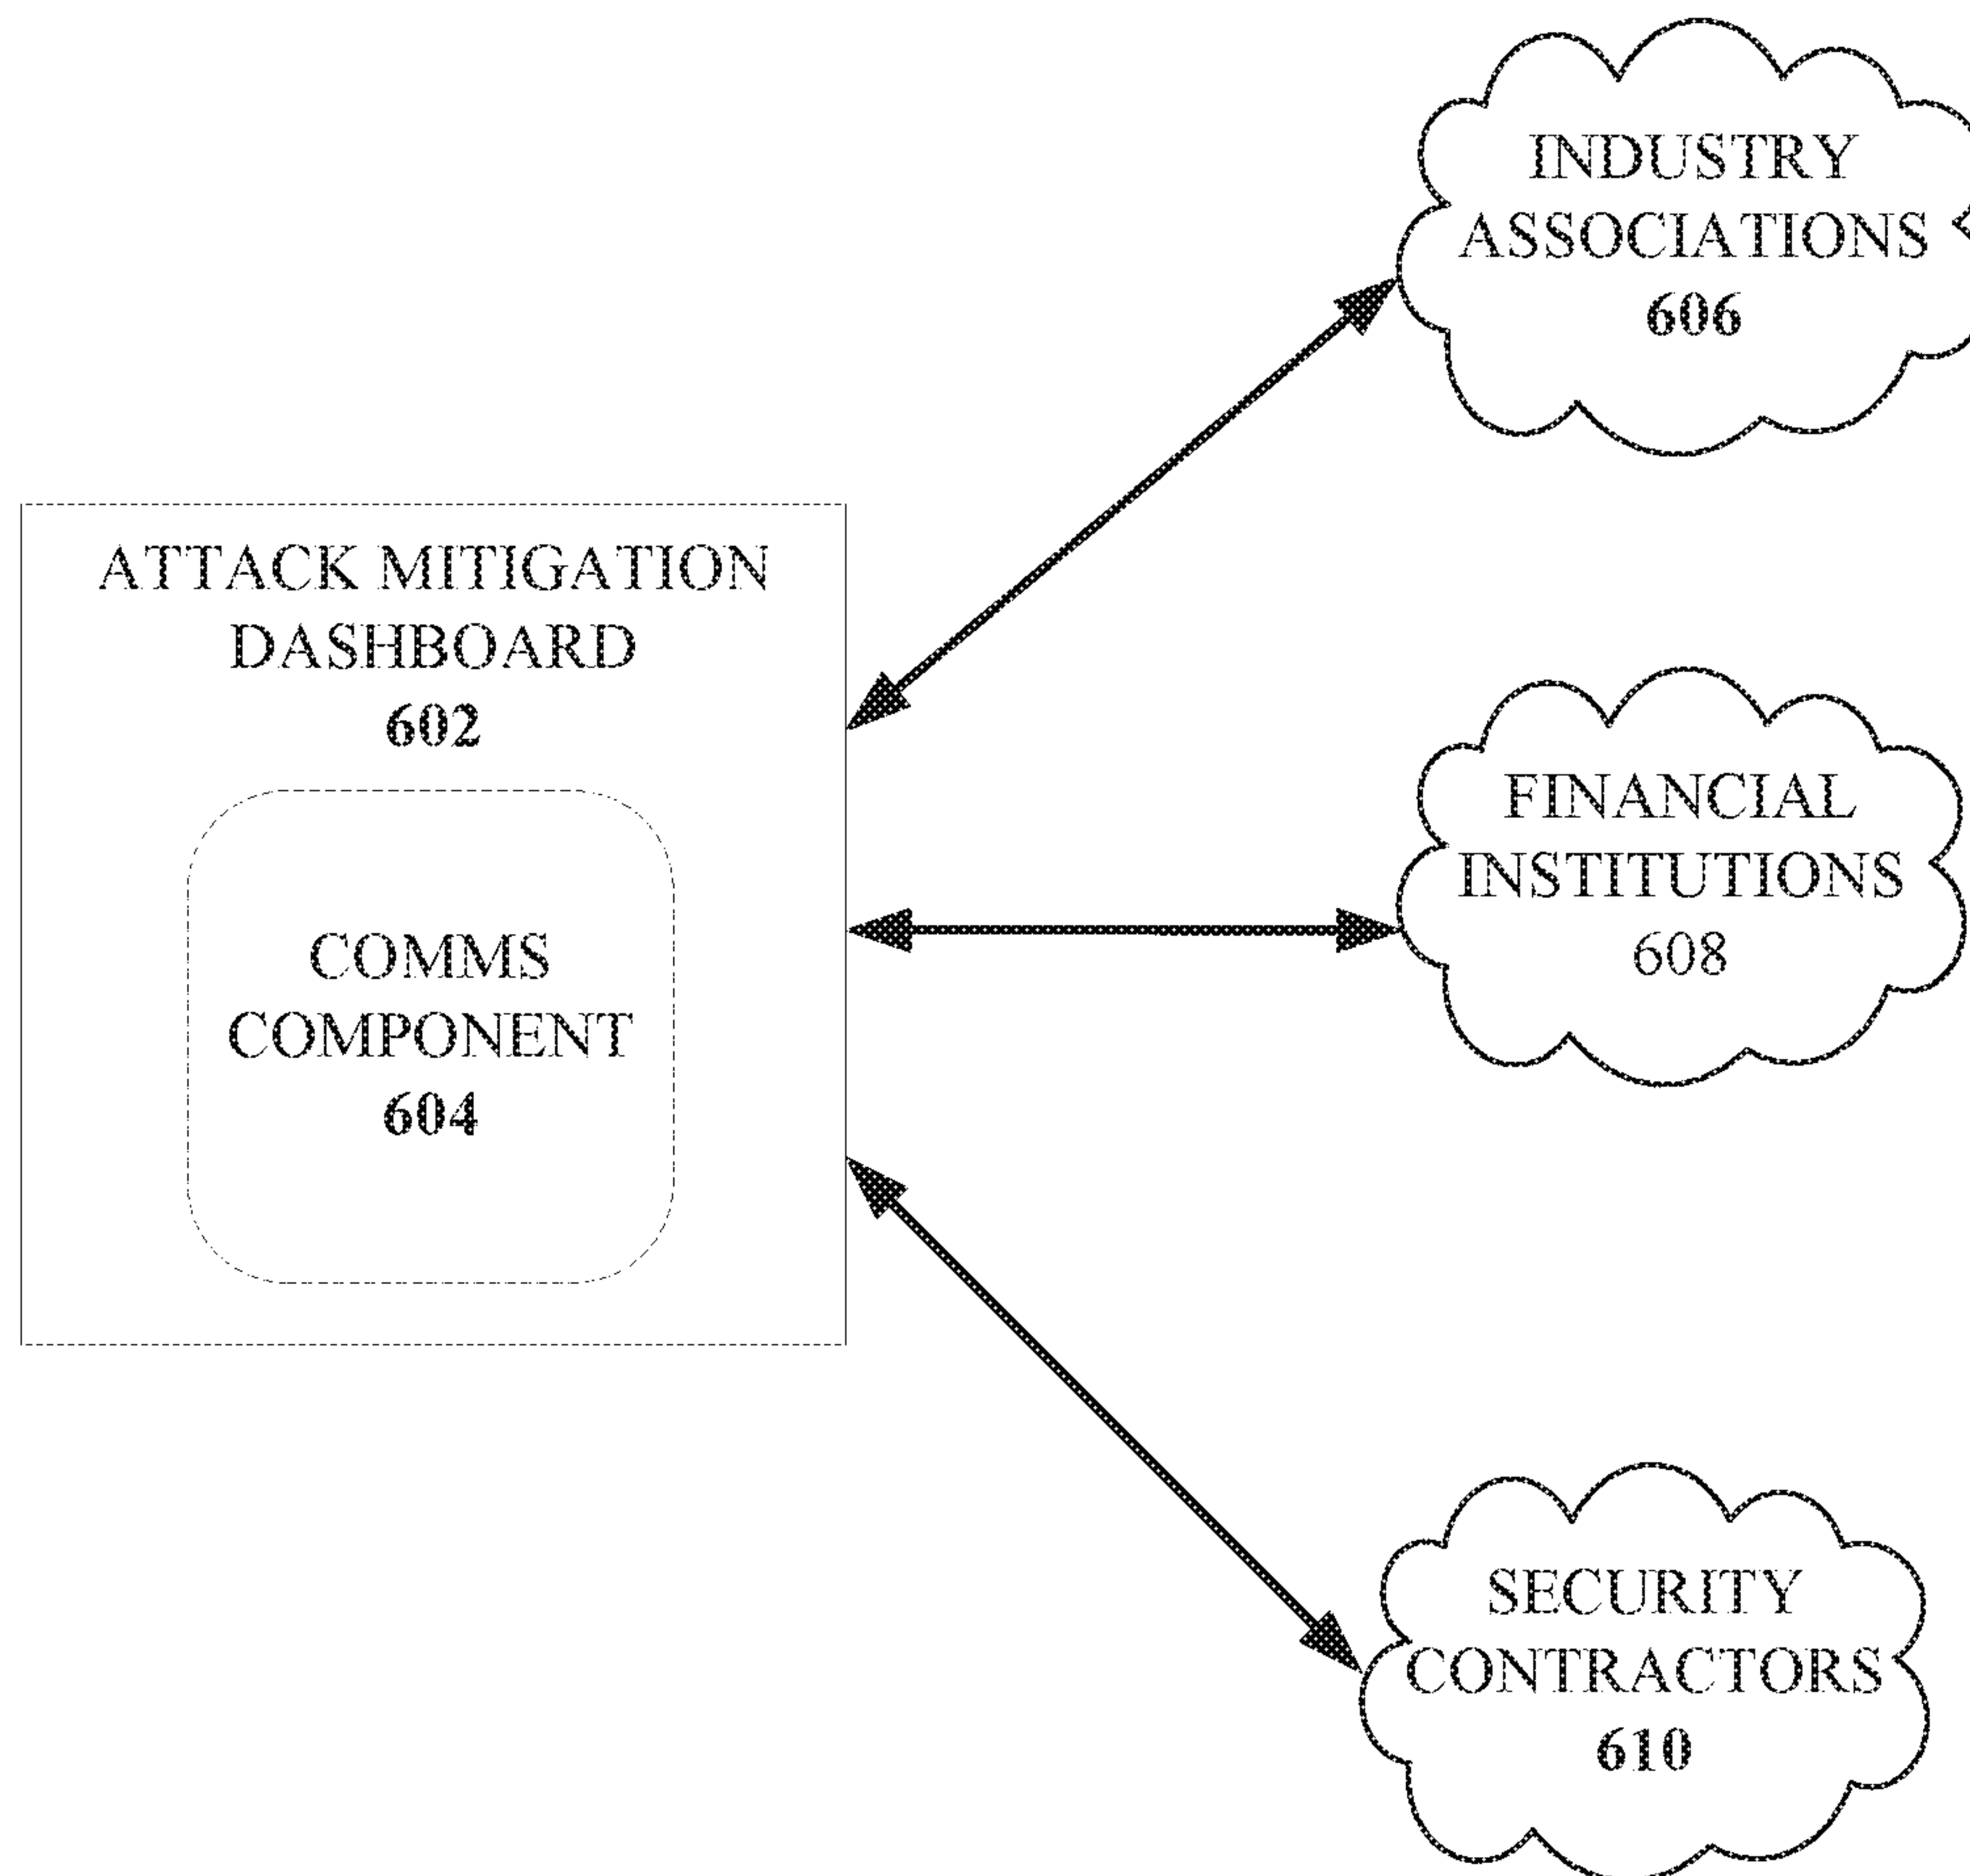 INDUSTRY
ASSOCIATIONS
606
ATTACK MITIGATION
DASHBOARD
602
COMMS
COMPONENT
604
FINANCIAL
INSTITUTIONS
608
SECURITY
CONTRACTORS
610